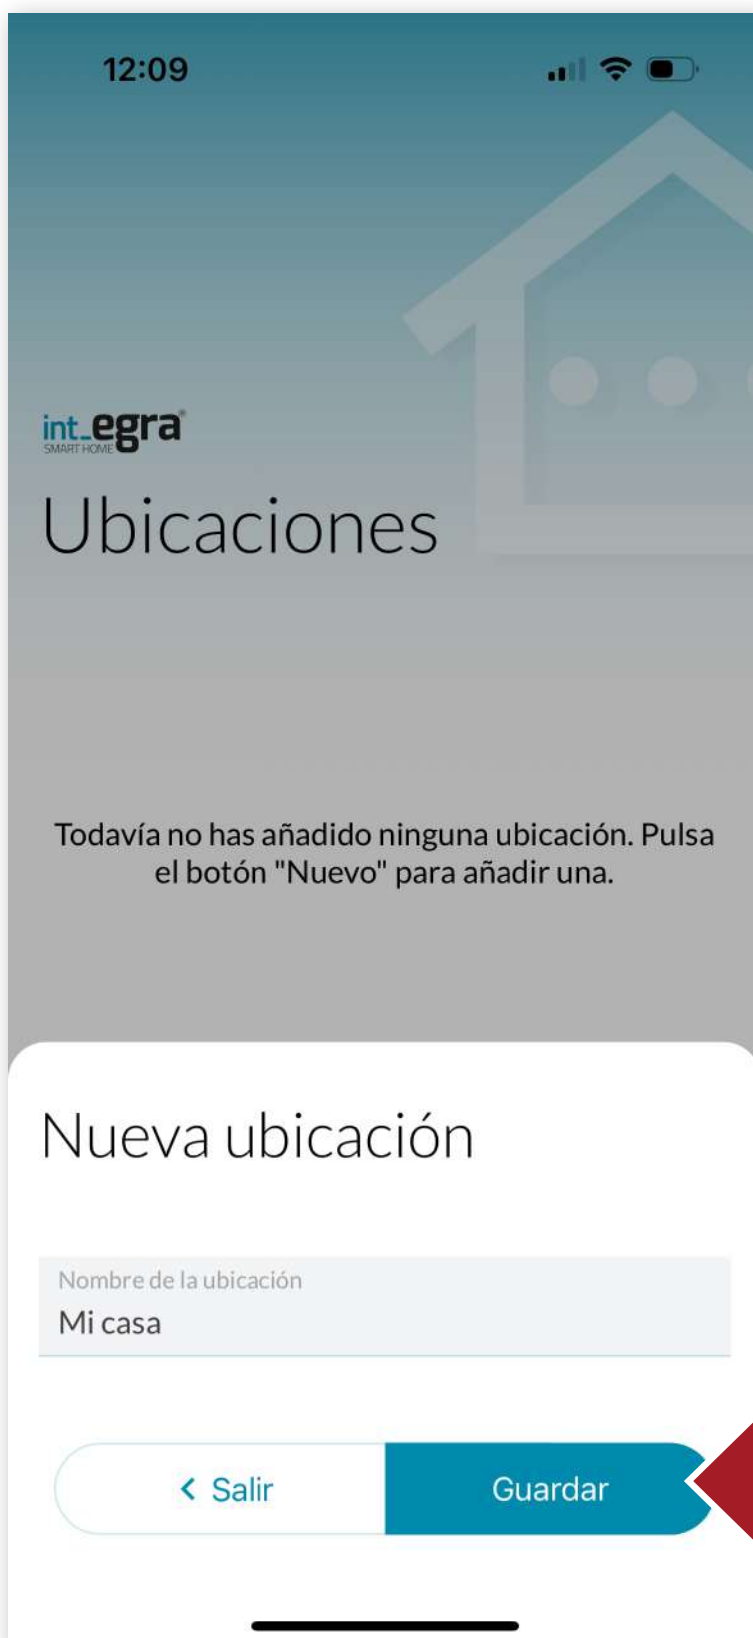 12:09
int_egra®
SMART HOME
Ubicaciones
Todavía no has añadido ninguna ubicación. Pulsa
el botón "Nuevo" para añadir una.
Nueva ubicación
Nombre de la ubicación
Mi casa
< Salir
Guardar